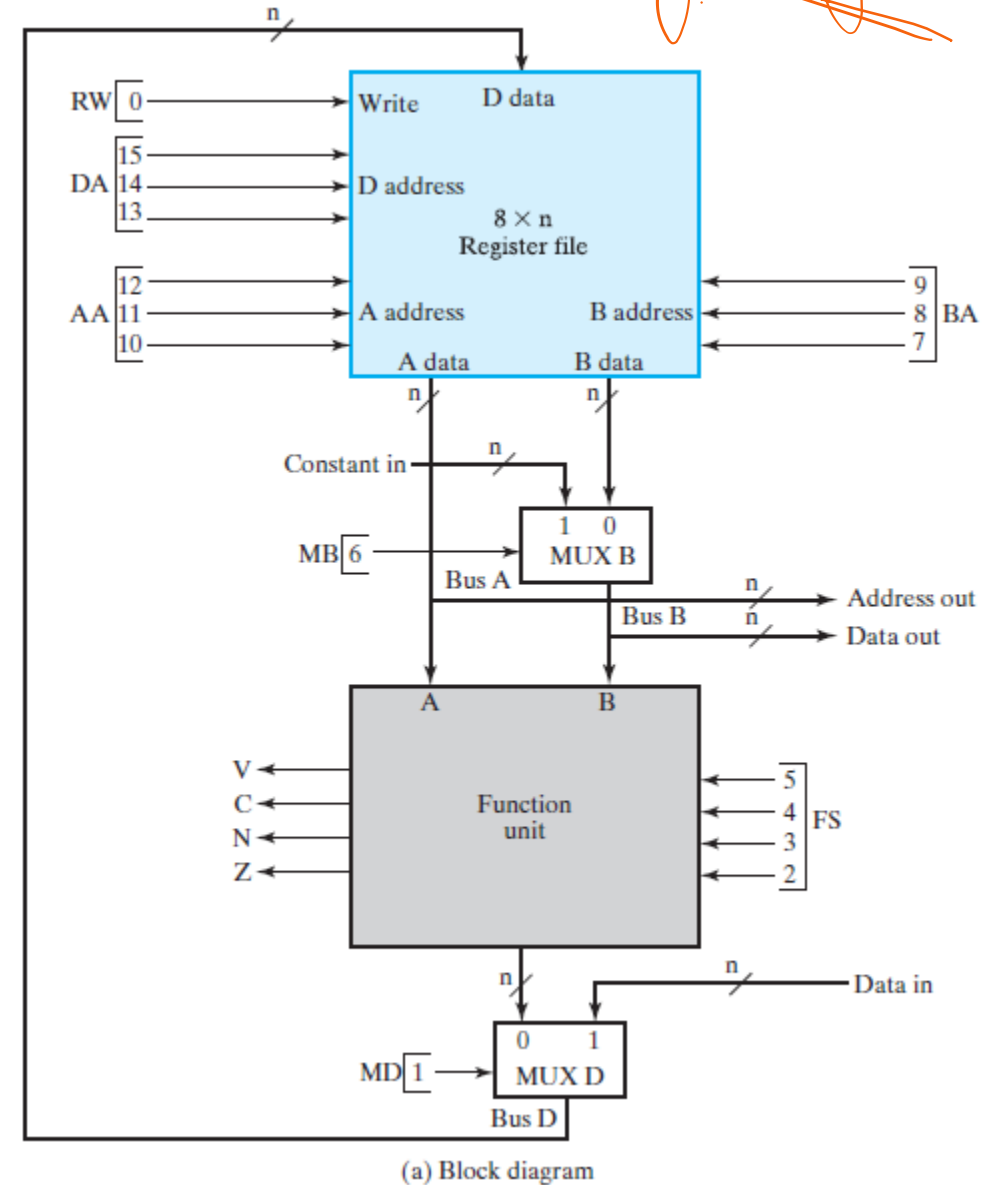 n
RW 0 Write D data
15
DA 14 D address
13
8 × n
Register file
12 9
AA 11 A address B address 8 BA
10 7
A data B data
n n
n
Constant in
1 0
MB 6 MUX B
Bus A n Address out
Bus B n Data out
A B
V 5
C Function 4 FS
N unit 3
Z 2
n n Data in
0 1
MD 1 MUX D
Bus D
(a) Block diagram